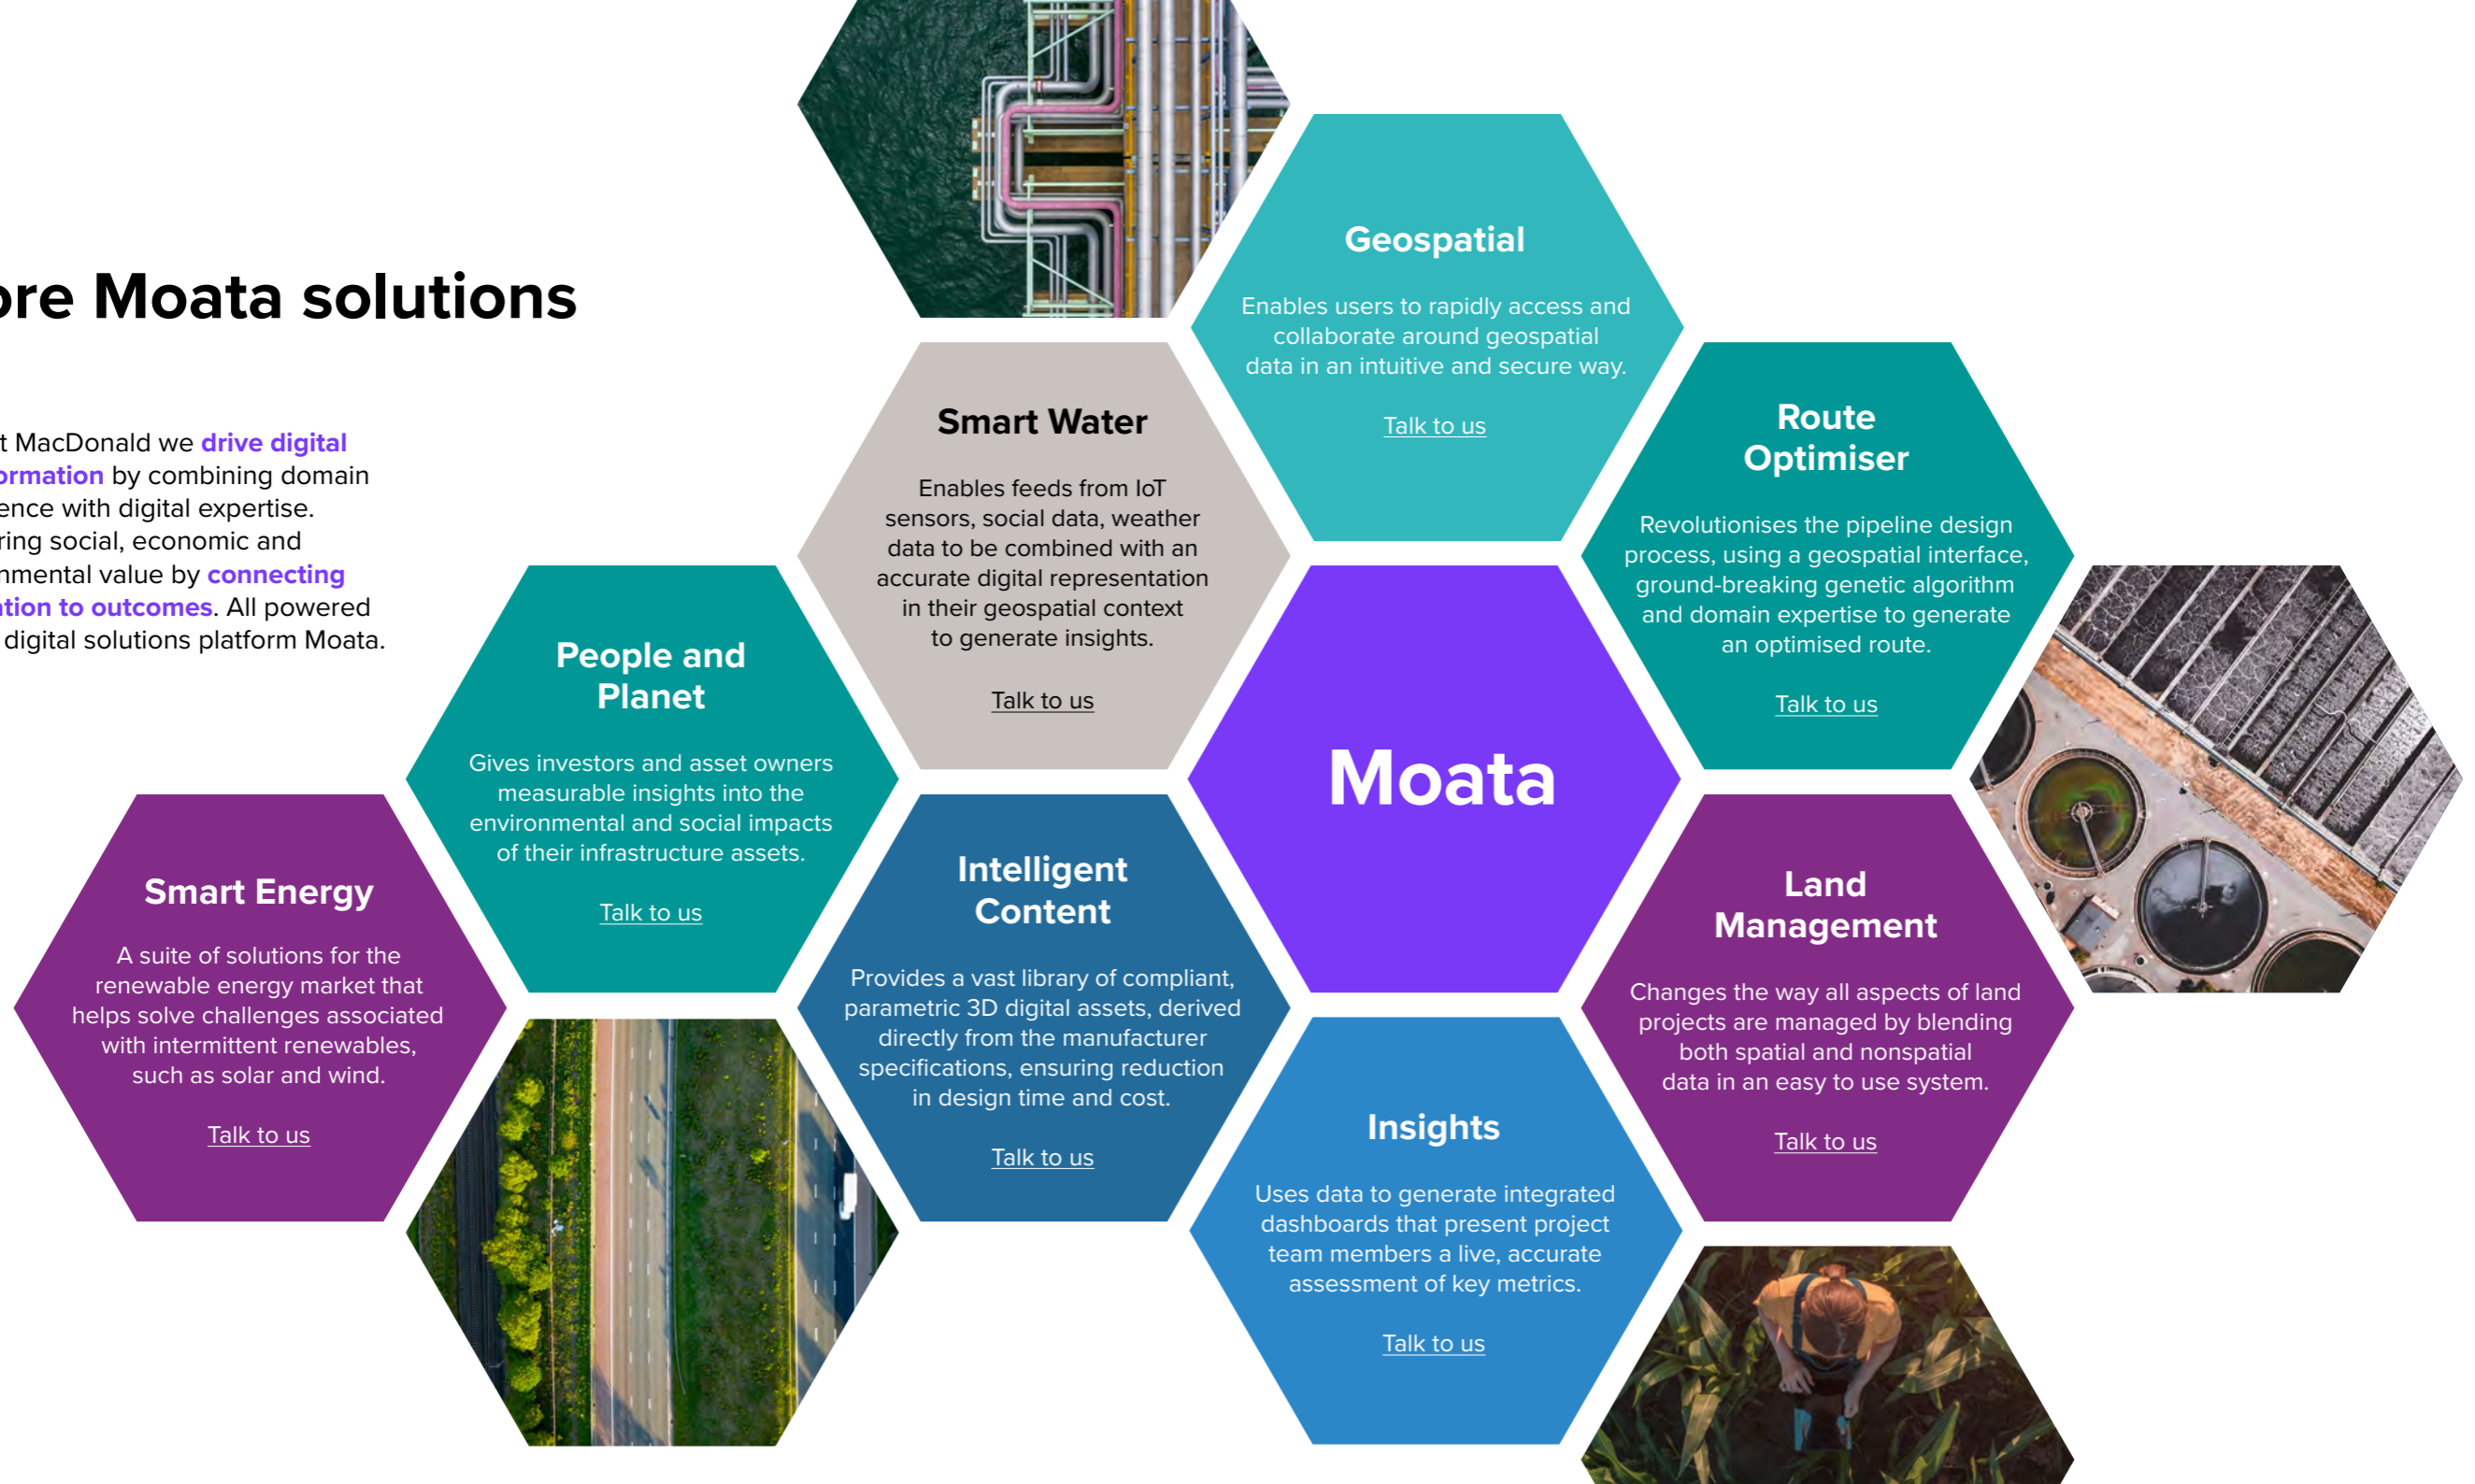 ore Moata solutions
t MacDonald we drive digital
ormation by combining domain
ence with digital expertise.
ring social, economic and
nmental value by connecting
ation to outcomes. All powered
digital solutions platform Moata.
Geospatial
Enables users to rapidly access and
collaborate around geospatial
data in an intuitive and secure way.
Talk to us
Smart Water
Enables feeds from IoT
sensors, social data, weather
data to be combined with an
accurate digital representation
in their geospatial context
to generate insights.
Talk to us
Route
Optimiser
Revolutionises the pipeline design
process, using a geospatial interface,
ground-breaking genetic algorithm
and domain expertise to generate
an optimised route.
Talk to us
People and
Planet
Gives investors and asset owners
measurable insights into the
environmental and social impacts
of their infrastructure assets.
Talk to us
Moata
Smart Energy
A suite of solutions for the
renewable energy market that
helps solve challenges associated
with intermittent renewables,
such as solar and wind.
Talk to us
Intelligent
Content
Provides a vast library of compliant,
parametric 3D digital assets, derived
directly from the manufacturer
specifications, ensuring reduction
in design time and cost.
Talk to us
Land
Management
Changes the way all aspects of land
projects are managed by blending
both spatial and nonspatial
data in an easy to use system.
Talk to us
Insights
Uses data to generate integrated
dashboards that present project
team members a live, accurate
assessment of key metrics.
Talk to us